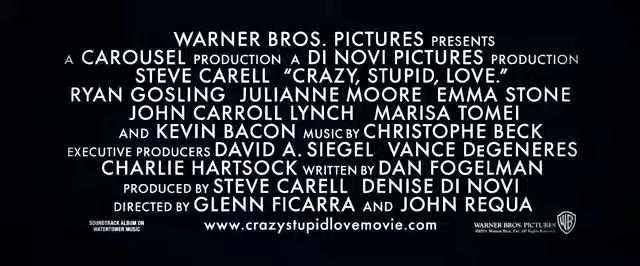 WARNER BROS. PICTURES PRESENTS
A CAROUSEL PRODUCTION A DI NOVI PICTURES PRODUCTION
STEVE CARELL “CRAZY, STUPID, LOVE.”
RYAN GOSLING JULIANNE MOORE EMMA STONE
JOHN CARROLL LYNCH MARISA TOMEI
AND KEVIN BACON MUSIC BY CHRISTOPHE BECK
EXECUTIVE PRODUCERS DAVID A. SIEGEL VANCE DeGENERES
CHARLIE HARTSOCK WRITTEN BY DAN FOGELMAN
PRODUCED BY STEVE CARELL DENISE DI NOVI
DIRECTED BY GLENN FICARRA AND JOHN REQUA
SOUNDTRACK ALBUM ON
WATERTOWER MUSIC
www.crazystupidlovemovie.com
WARNER BROS. PICTURES
WB